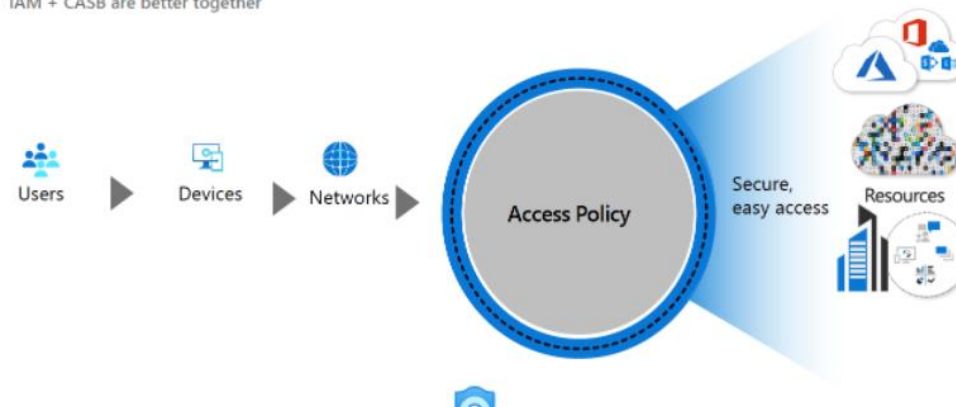 IAM + CASB are better together
Users
Devices
Networks
Access Policy
Secure,
easy access
Resources